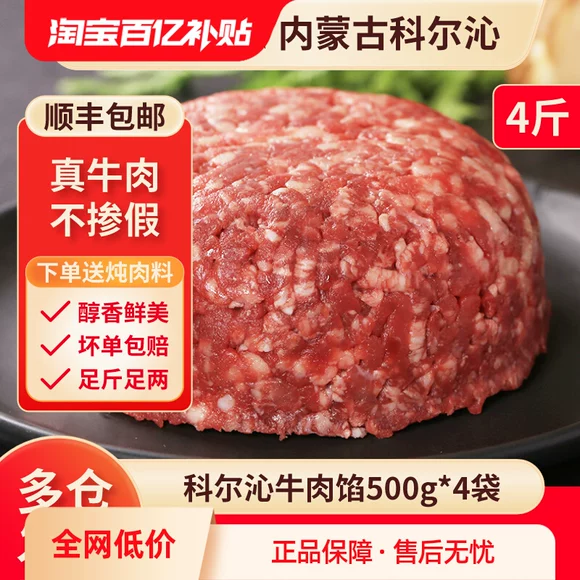 淘宝百亿补贴
内蒙古科尔沁
4斤
顺丰包邮
真牛肉
不掺假
下单送炖肉料
醇香鲜美
坏单包赔
足斤足两
多仓
科尔沁牛肉馅500g*4袋
全网低价
正品保障·售后无忧